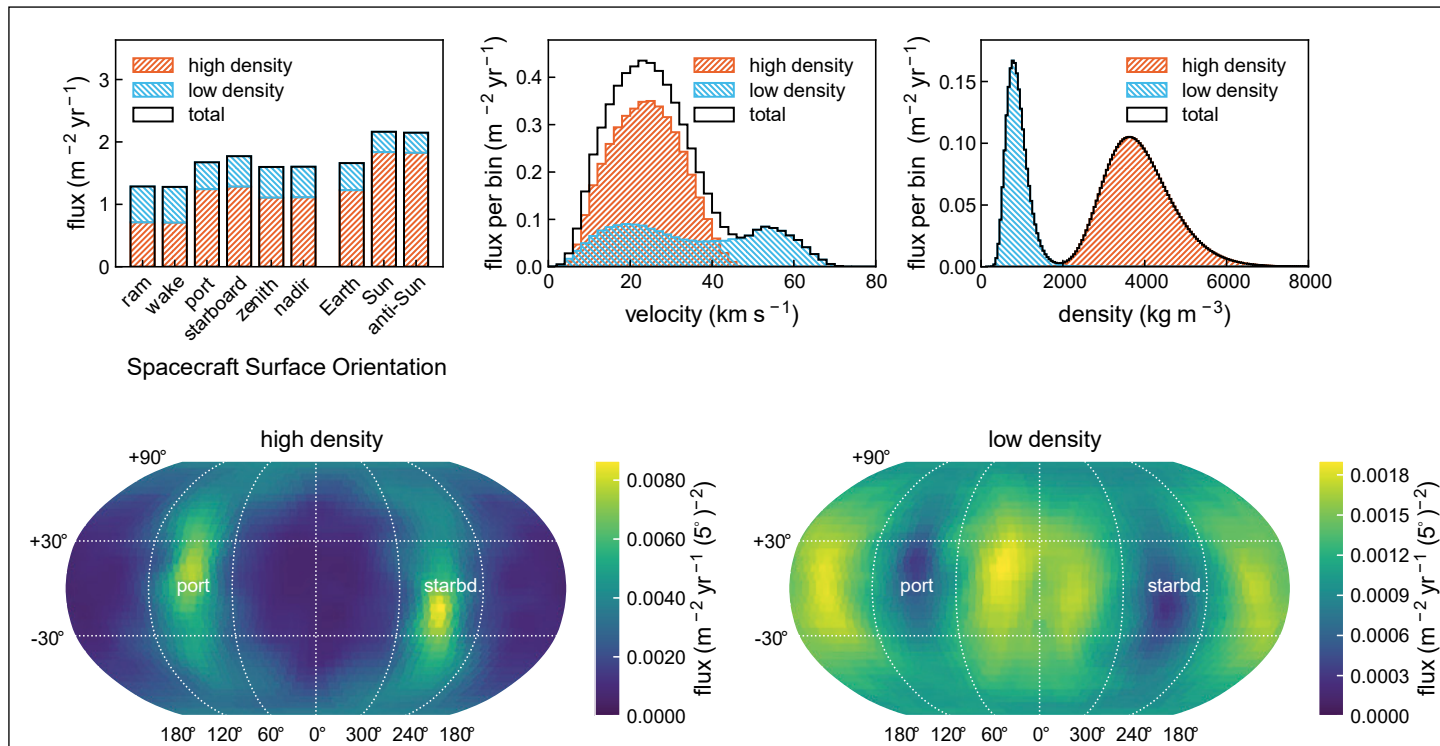 flux (m⁻² yr⁻¹)
3
2
1
0
high density
low density
total
ram
wake
port
starboard
zenith
nadir
Earth
Sun
anti-Sun
Spacecraft Surface Orientation
flux per bin (m⁻² yr⁻¹)
0.4
0.3
0.2
0.1
0.0
high density
low density
total
0 20 40 60 80
velocity (km s⁻¹)
flux per bin (m⁻² yr⁻¹)
0.15
0.10
0.05
0.00
high density
low density
total
0 2000 4000 6000 8000
density (kg m⁻³)
high density
+90°
+30°
-30°
port
starbd.
180° 120° 60° 0° 300° 240° 180°
0.0080
0.0060
0.0040
0.0020
0.0000
flux (m⁻² yr⁻¹ (5°)⁻²)
low density
+90°
+30°
-30°
port
starbd.
180° 120° 60° 0° 300° 240° 180°
0.0018
0.0015
0.0012
0.0009
0.0006
0.0003
0.0000
flux (m⁻² yr⁻¹ (5°)⁻²)